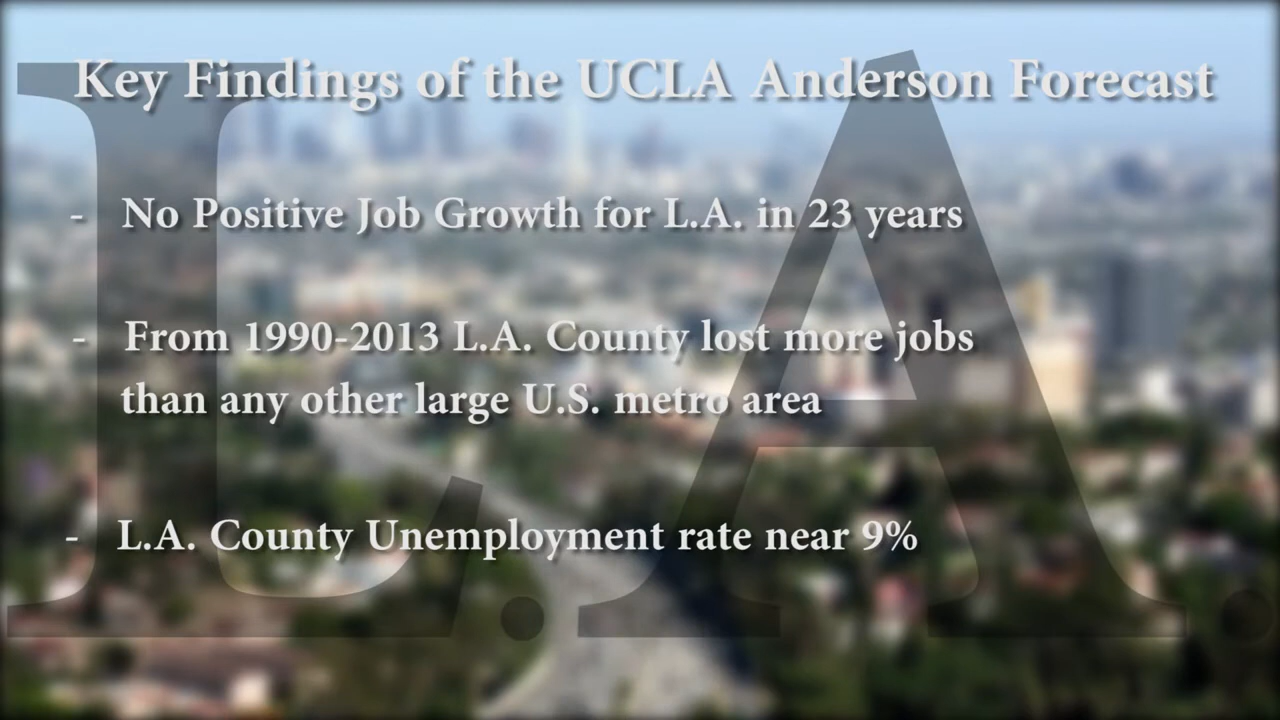 Key Findings of the UCLA Anderson Forecast
- No Positive Job Growth for L.A. in 23 years
- From 1990-2013 L.A. County lost more jobs
than any other large U.S. metro area
- L.A. County Unemployment rate near 9%
L.A.